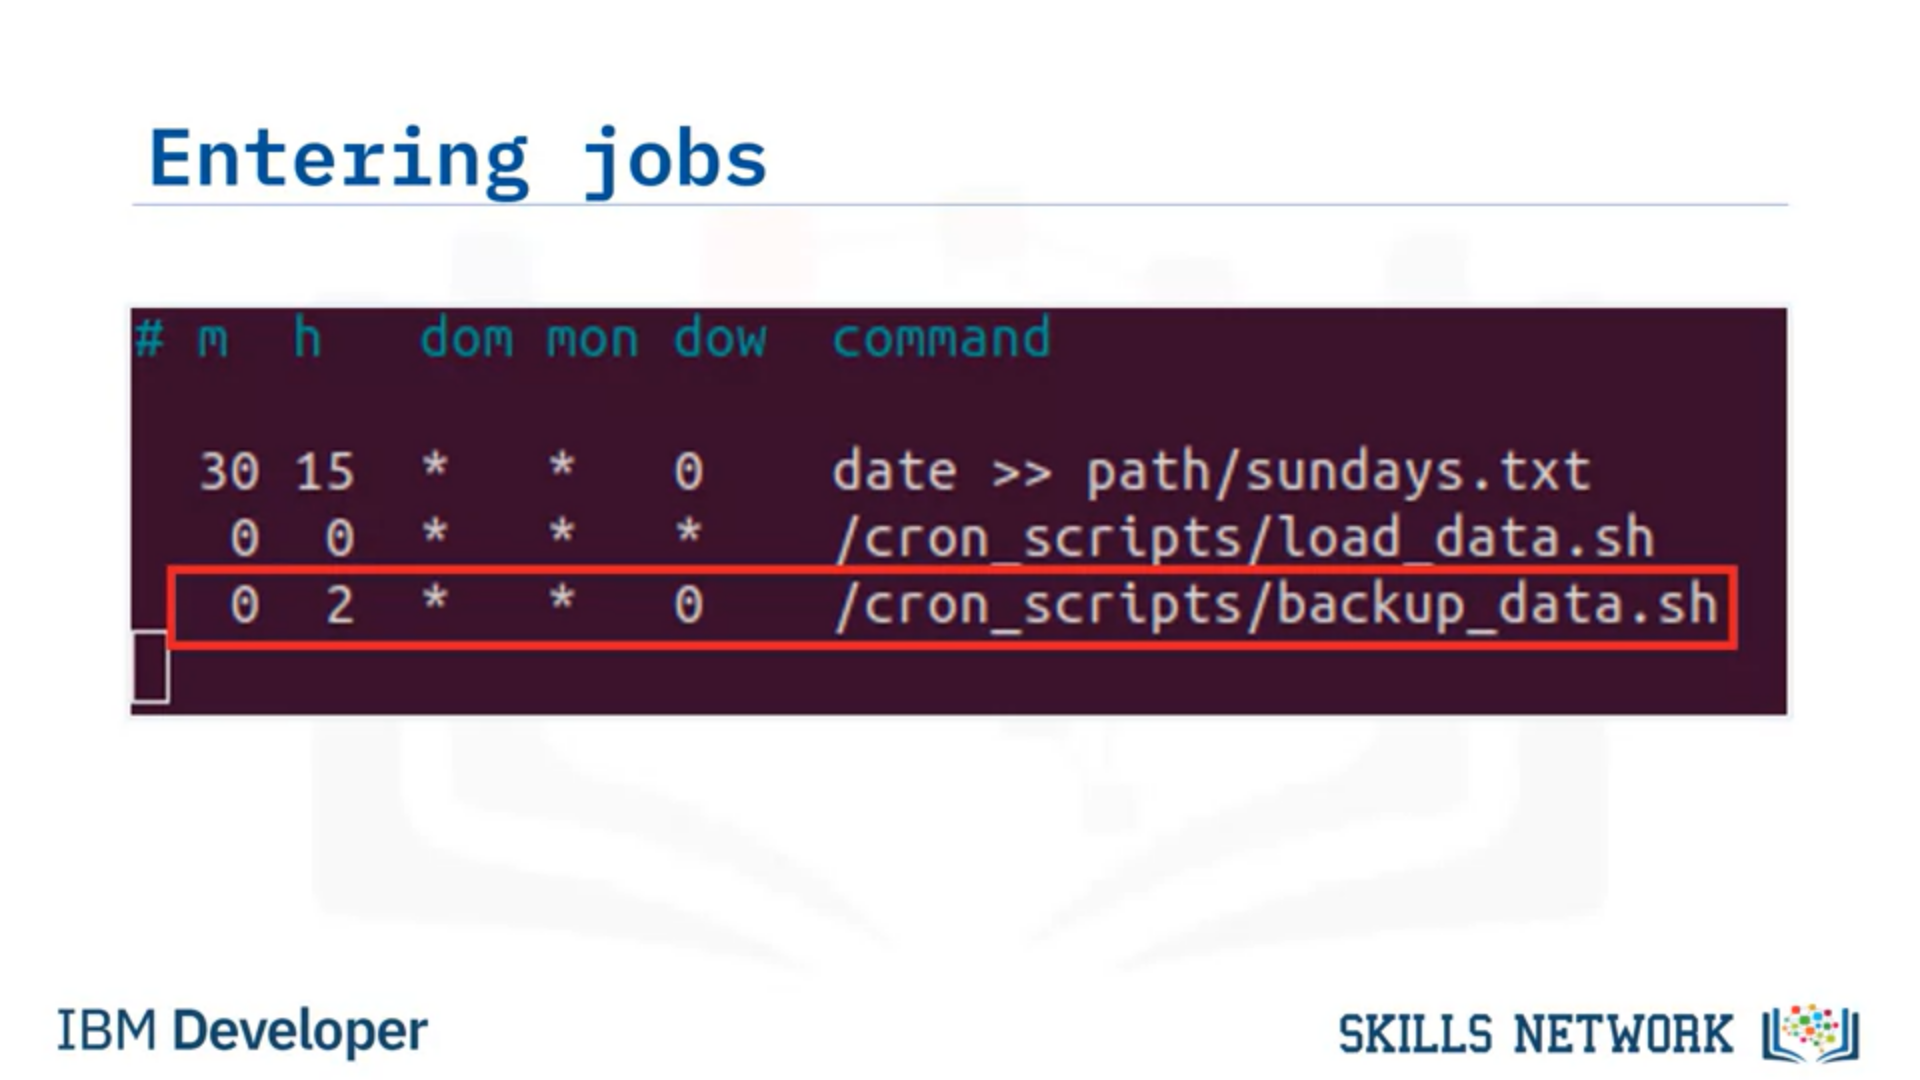 Entering jobs
# m h dom mon dow command
30 15 * * 0 date >> path/sundays.txt
0 0 * * * /cron_scripts/load_data.sh
0 2 * * 0 /cron_scripts/backup_data.sh
IBM Developer
SKILLS NETWORK